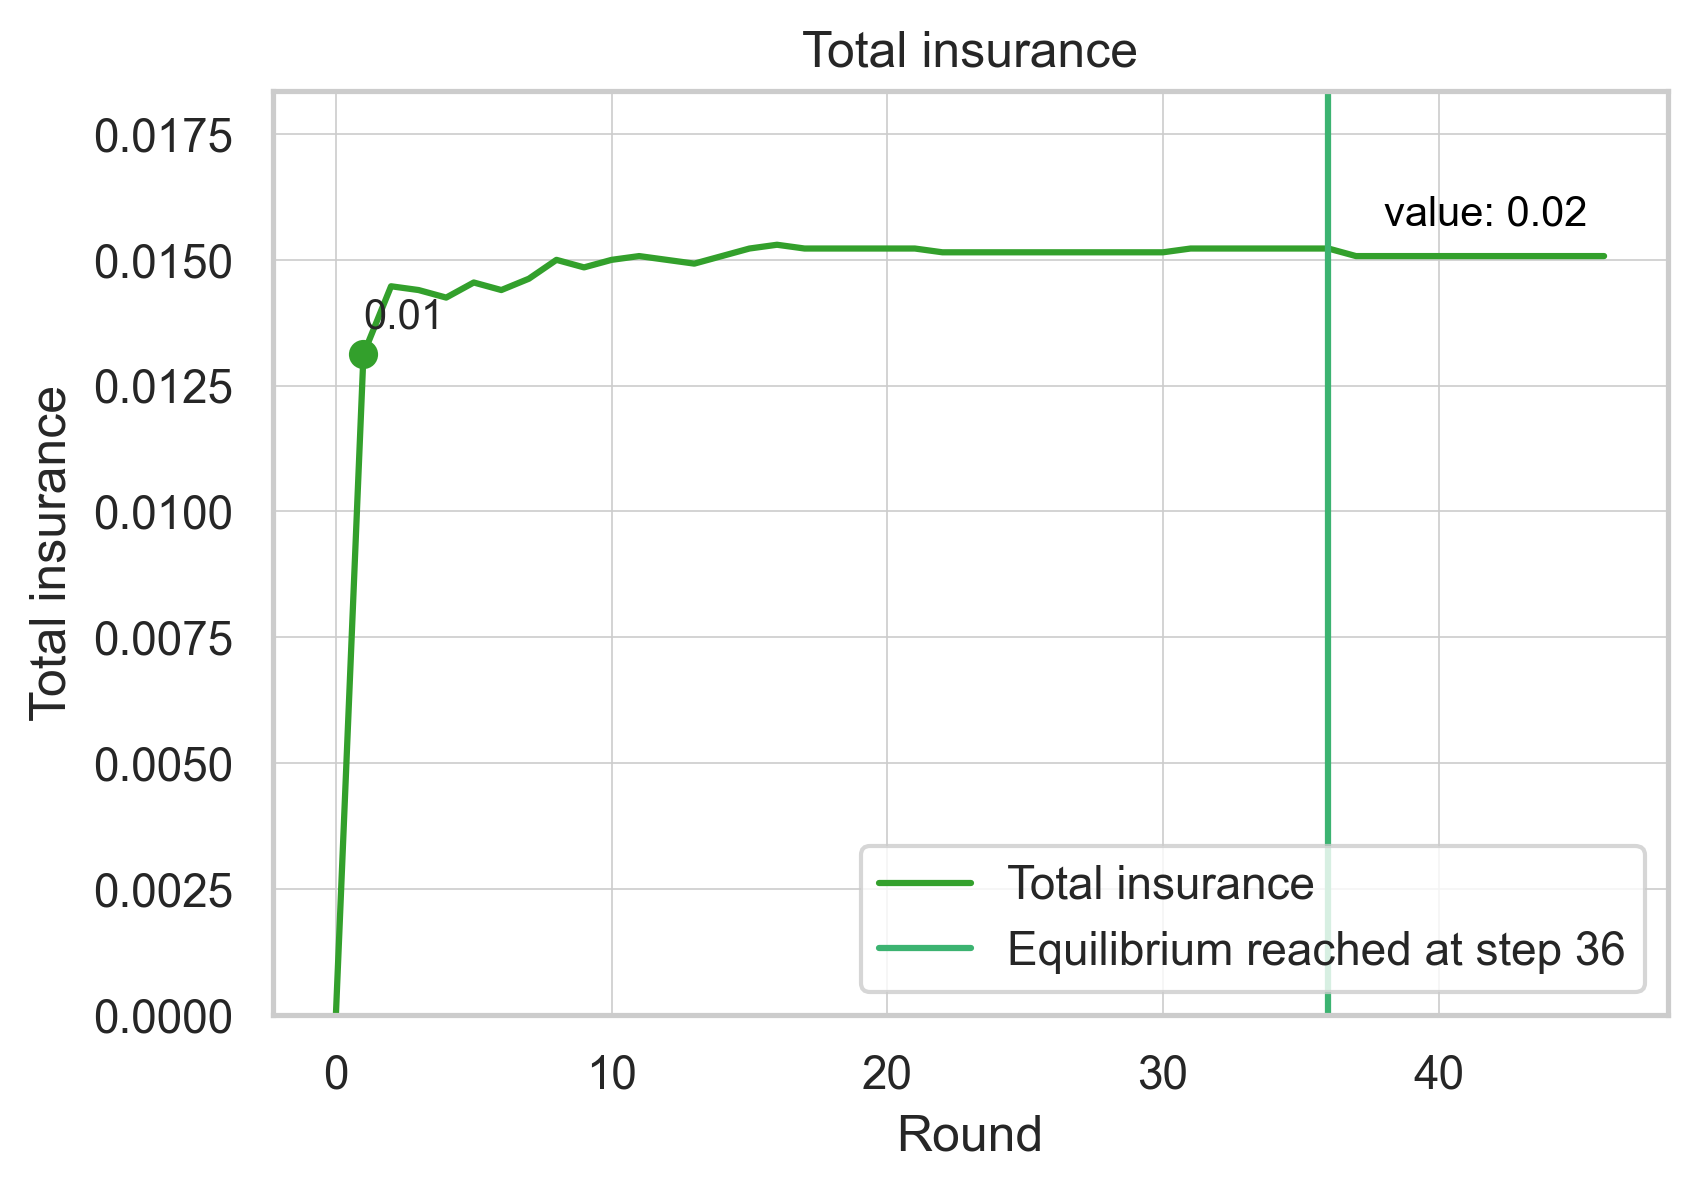 Total insurance
0.0175
0.0150
0.0125
0.0100
0.0075
0.0050
0.0025
0.0000
Total insurance
value: 0.02
0.01
Total insurance
Equilibrium reached at step 36
0 10 20 30 40
Round